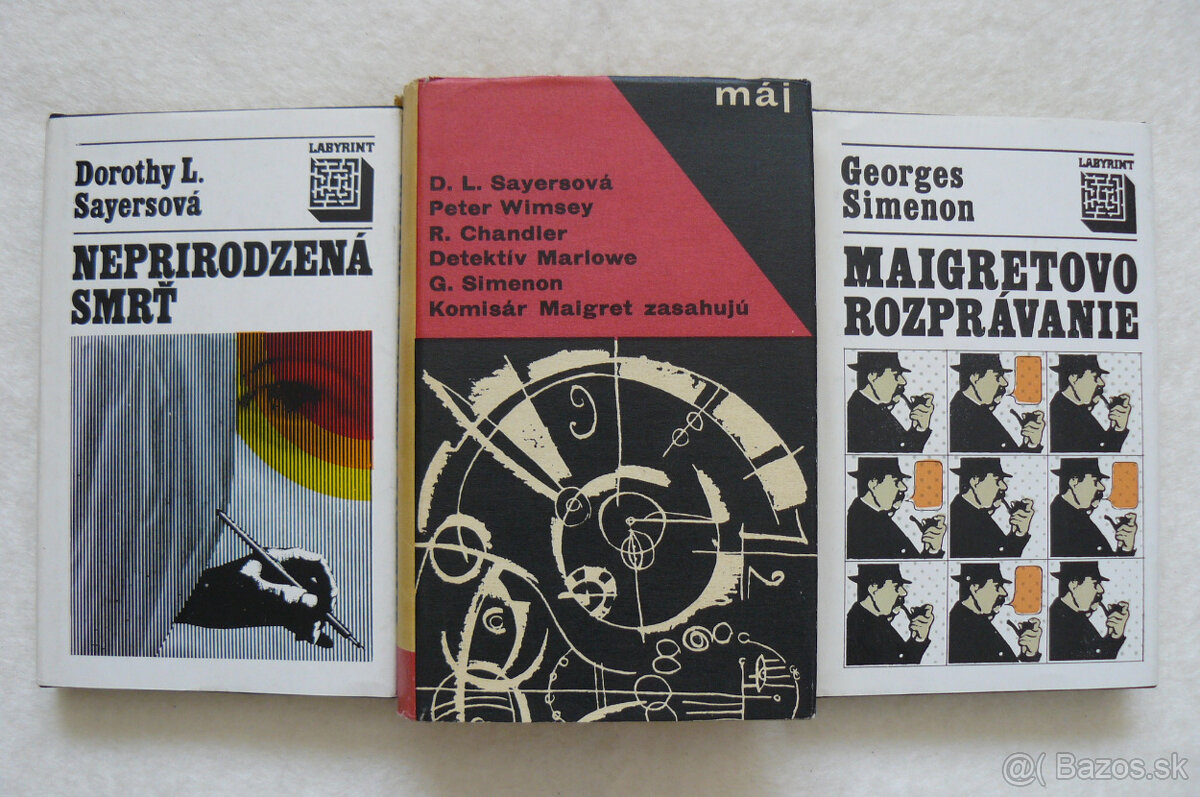 Dorothy L.
Sayersová
LABYRINT
NEPRIRODZENÁ
SMRŤ
máj
D. L. Sayersová
Peter Wimsey
R. Chandler
Detektív Marlowe
G. Simenon
Komisár Maigret zasahujú
Georges
Simenon
LABYRINT
MAIGRETOVO
ROZPRÁVANIE
@( Bazos.sk